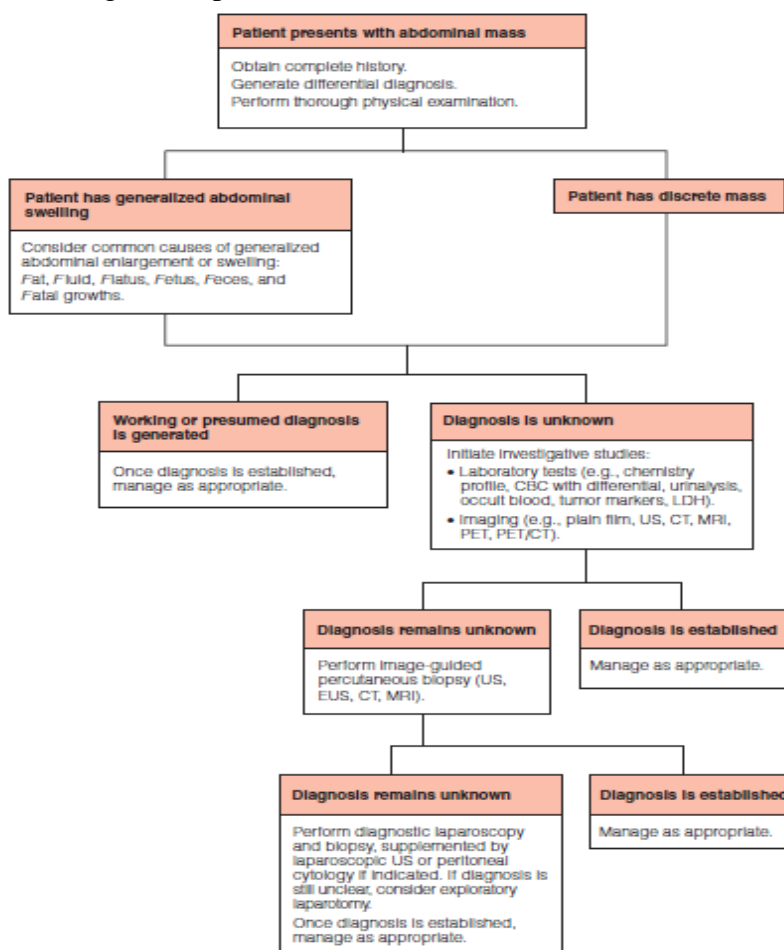 Patient presents with abdominal mass
Obtain complete history.
Generate differential diagnosis.
Perform thorough physical examination.
Patient has generalized abdominal
swelling
Consider common causes of generalized
abdominal enlargement or swelling:
Fat, Fluid, Flatus, Fetus, Feces, and
Fatal growths.
Patient has discrete mass
Working or presumed diagnosis
is generated
Once diagnosis is established,
manage as appropriate.
Diagnosis is unknown
Initiate investigative studies:
• Laboratory tests (e.g., chemistry
profile, CBC with differential, urinalysis,
occult blood, tumor markers, LDH).
• Imaging (e.g., plain film, US, CT, MRI,
PET, PET/CT).
Diagnosis remains unknown
Perform image-guided
percutaneous biopsy (US,
EUS, CT, MRI).
Diagnosis is established
Manage as appropriate.
Diagnosis remains unknown
Perform diagnostic laparoscopy
and biopsy, supplemented by
laparoscopic US or peritoneal
cytology if indicated. If diagnosis is
still unclear, consider exploratory
laparotomy.
Once diagnosis is established,
manage as appropriate.
Diagnosis is established
Manage as appropriate.